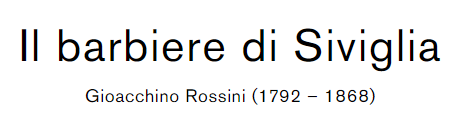 Il barbiere di Siviglia
Gioacchino Rossini (1792 – 1868)